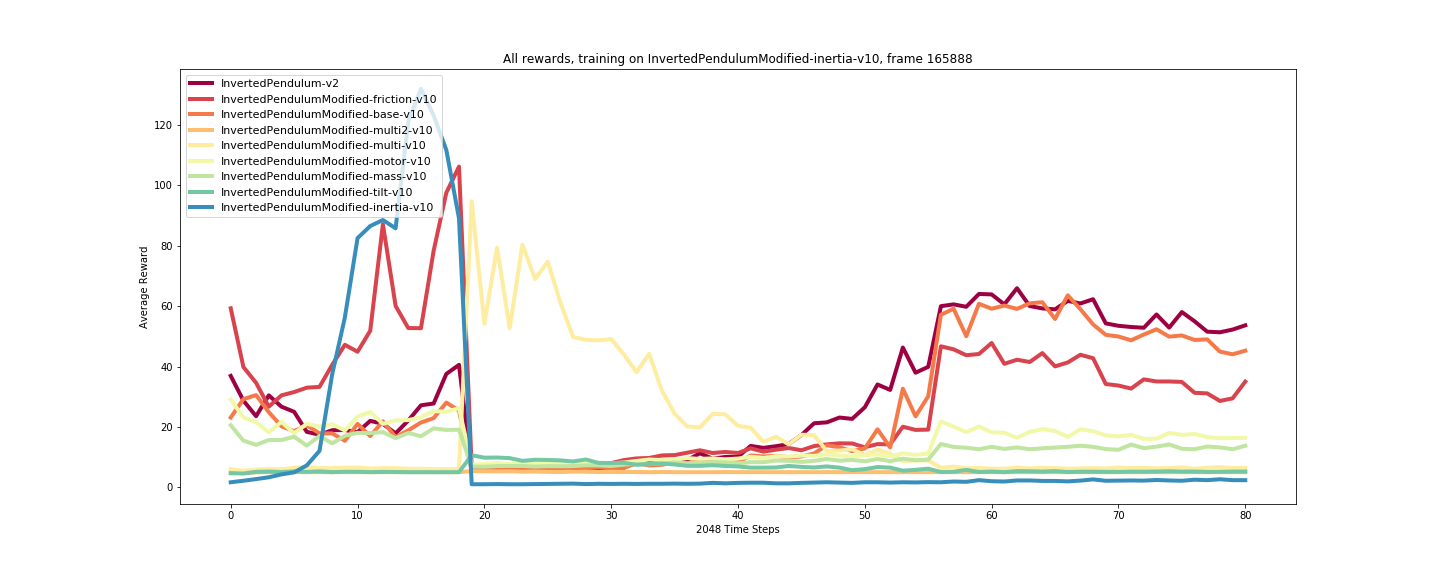 All rewards, training on InvertedPendulumModified-inertia-v10, frame 165888
InvertedPendulum-v2
InvertedPendulumModified-friction-v10
InvertedPendulumModified-base-v10
InvertedPendulumModified-multi2-v10
InvertedPendulumModified-multi-v10
InvertedPendulumModified-motor-v10
InvertedPendulumModified-mass-v10
InvertedPendulumModified-tilt-v10
InvertedPendulumModified-inertia-v10
120
100
80
60
40
20
0
Average Reward
0 10 20 30 40 50 60 70 80
2048 Time Steps